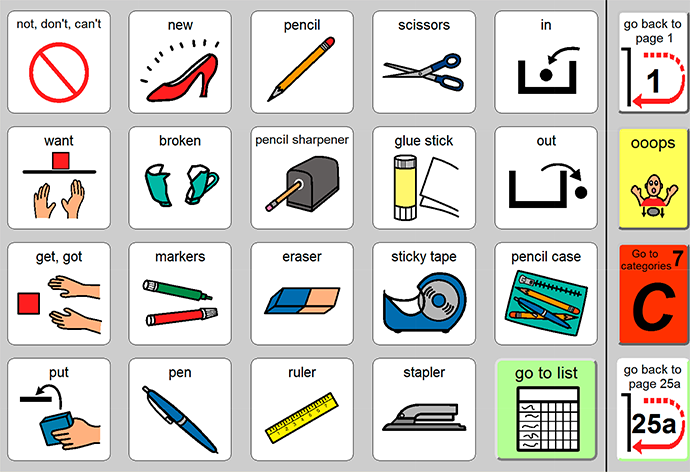 not, don't, can't
new
pencil
scissors
in
go back to
page 1
1
want
broken
pencil sharpener
glue stick
out
ooops
get, got
markers
eraser
sticky tape
pencil case
Go to
categories 7
C
put
pen
ruler
stapler
go to list
go back to
page 25a
25a